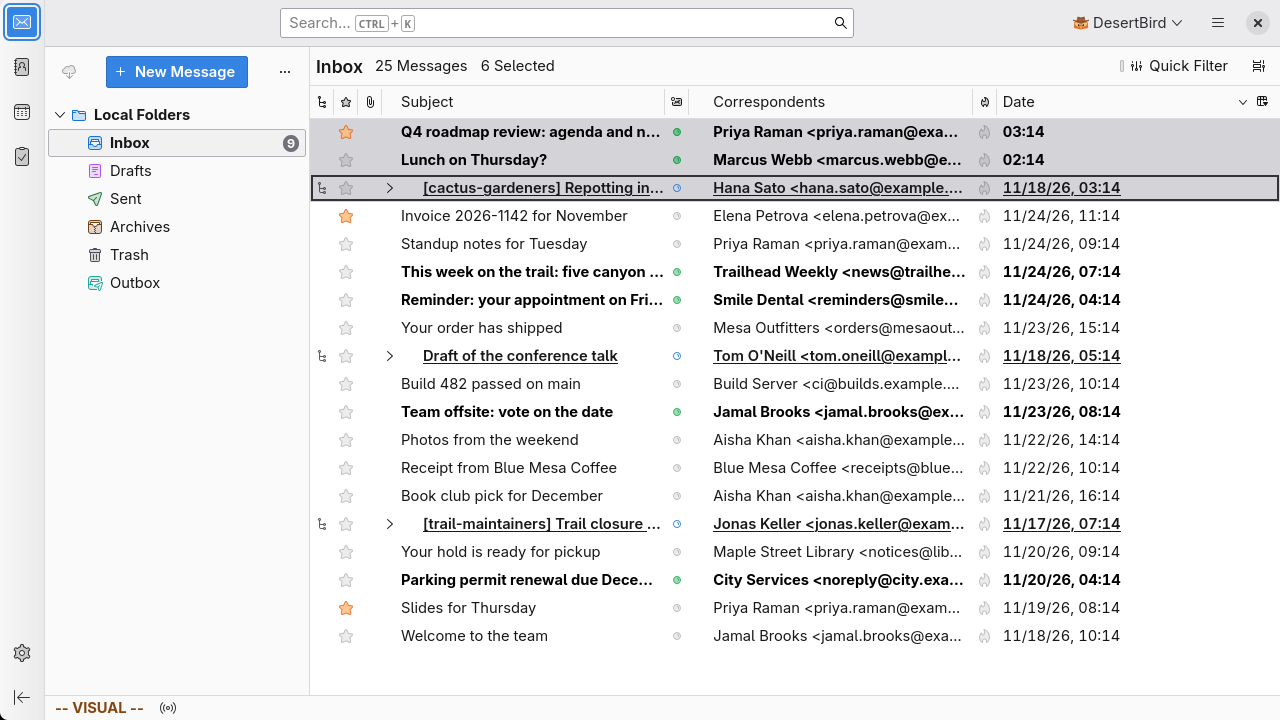 Search… CTRL + K
DesertBird
New Message
Inbox 25 Messages 6 Selected
Quick Filter
Local Folders
Inbox 9
Drafts
Sent
Archives
Trash
Outbox
Subject Correspondents Date
Q4 roadmap review: agenda and n… Priya Raman <priya.raman@exa… 03:14
Lunch on Thursday? Marcus Webb <marcus.webb@e… 02:14
[cactus-gardeners] Repotting in… Hana Sato <hana.sato@example.… 11/18/26, 03:14
Invoice 2026-1142 for November Elena Petrova <elena.petrova@ex… 11/24/26, 11:14
Standup notes for Tuesday Priya Raman <priya.raman@exam… 11/24/26, 09:14
This week on the trail: five canyon … Trailhead Weekly <news@trailhe… 11/24/26, 07:14
Reminder: your appointment on Fri… Smile Dental <reminders@smile… 11/24/26, 04:14
Your order has shipped Mesa Outfitters <orders@mesaout… 11/23/26, 15:14
Draft of the conference talk Tom O'Neill <tom.oneill@exampl… 11/18/26, 05:14
Build 482 passed on main Build Server <ci@builds.example.… 11/23/26, 10:14
Team offsite: vote on the date Jamal Brooks <jamal.brooks@ex… 11/23/26, 08:14
Photos from the weekend Aisha Khan <aisha.khan@example… 11/22/26, 14:14
Receipt from Blue Mesa Coffee Blue Mesa Coffee <receipts@blue… 11/22/26, 10:14
Book club pick for December Aisha Khan <aisha.khan@example… 11/21/26, 16:14
[trail-maintainers] Trail closure … Jonas Keller <jonas.keller@exam… 11/17/26, 07:14
Your hold is ready for pickup Maple Street Library <notices@lib… 11/20/26, 09:14
Parking permit renewal due Dece… City Services <noreply@city.exa… 11/20/26, 04:14
Slides for Thursday Priya Raman <priya.raman@exam… 11/19/26, 08:14
Welcome to the team Jamal Brooks <jamal.brooks@exa… 11/18/26, 10:14
-- VISUAL --